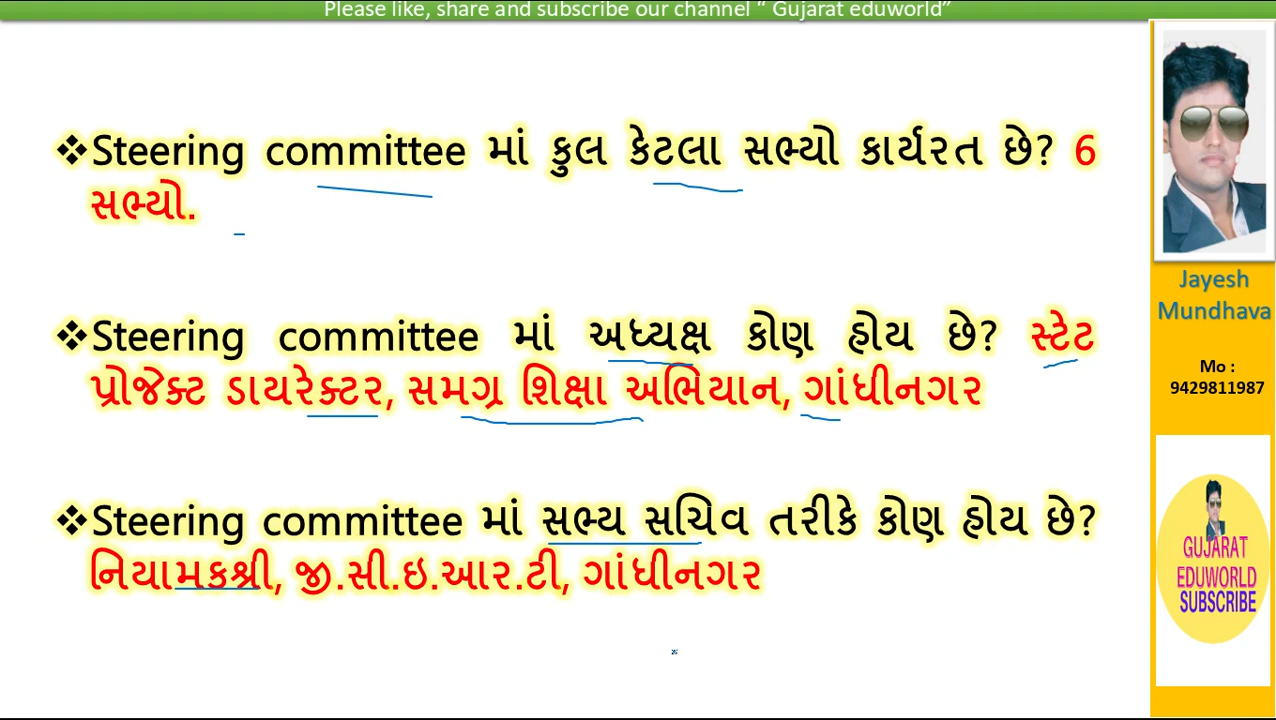 Please like, share and subscribe our channel “ Gujarat eduworld”
❖Steering committee માં કુલ કેટલા સભ્યો કાર્યરત છે? 6
સભ્યો.
❖Steering committee માં અધ્યક્ષ કોણ હોય છે? સ્ટેટ
પ્રોજેક્ટ ડાયરેક્ટર, સમગ્ર શિક્ષા અભિયાન, ગાંધીનગર
❖Steering committee માં સભ્ય સચિવ તરીકે કોણ હોય છે?
નિયામકશ્રી, જી.સી.ઇ.આર.ટી, ગાંધીનગર
Jayesh
Mundhava
Mo :
9429811987
GUJARAT
EDUWORLD
SUBSCRIBE